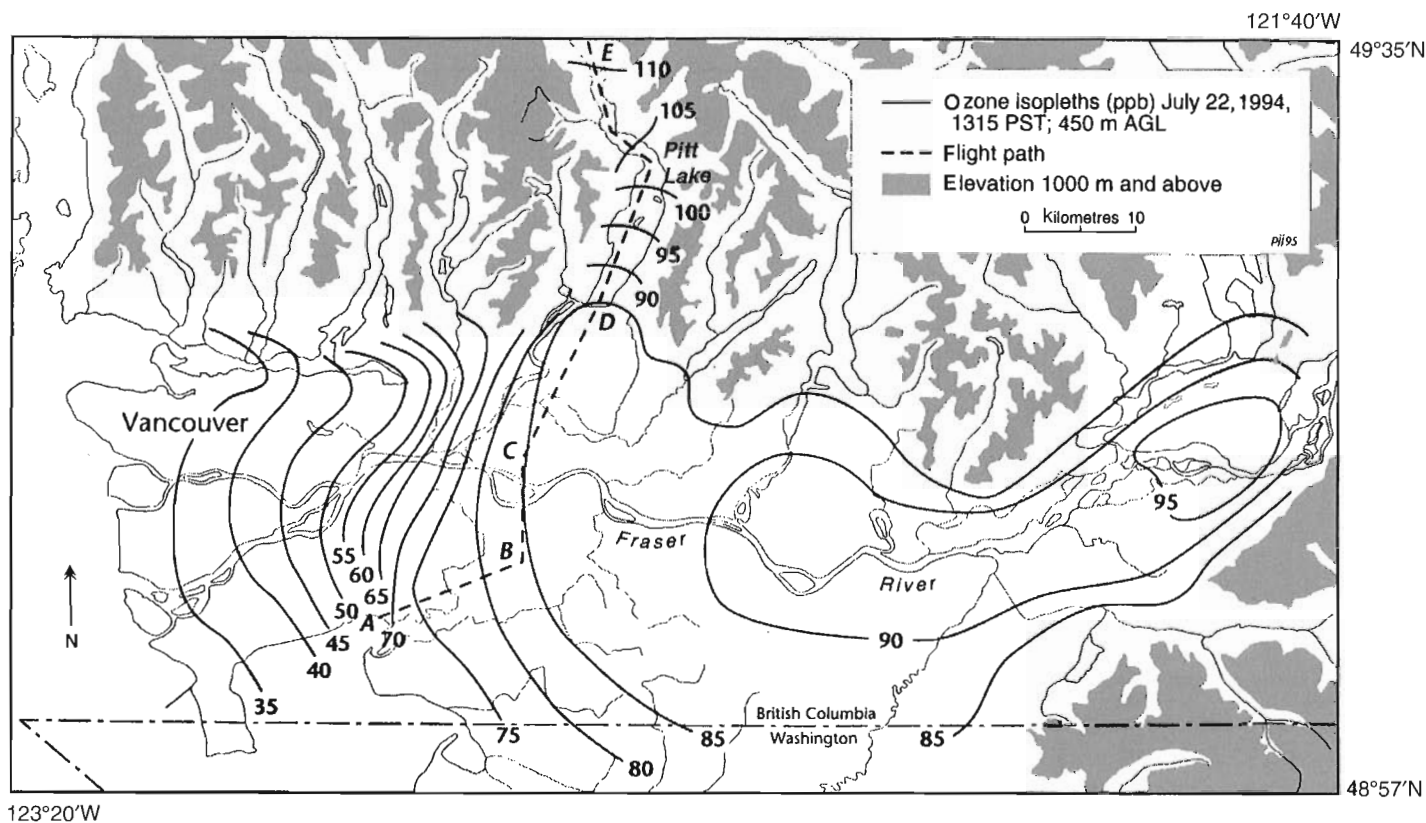 121°40'W
49°35'N
Ozone isopleths (ppb) July 22, 1994,
1315 PST; 450 m AGL
Flight path
Elevation 1000 m and above
0 kilometres 10
pjj95
E
110
105
Pitt
Lake
100
95
90
D
Vancouver
C
95
B
Fraser
River
55
60
65
50
A
70
45
40
90
35
N
British Columbia
Washington
75
85
85
80
48°57'N
123°20'W